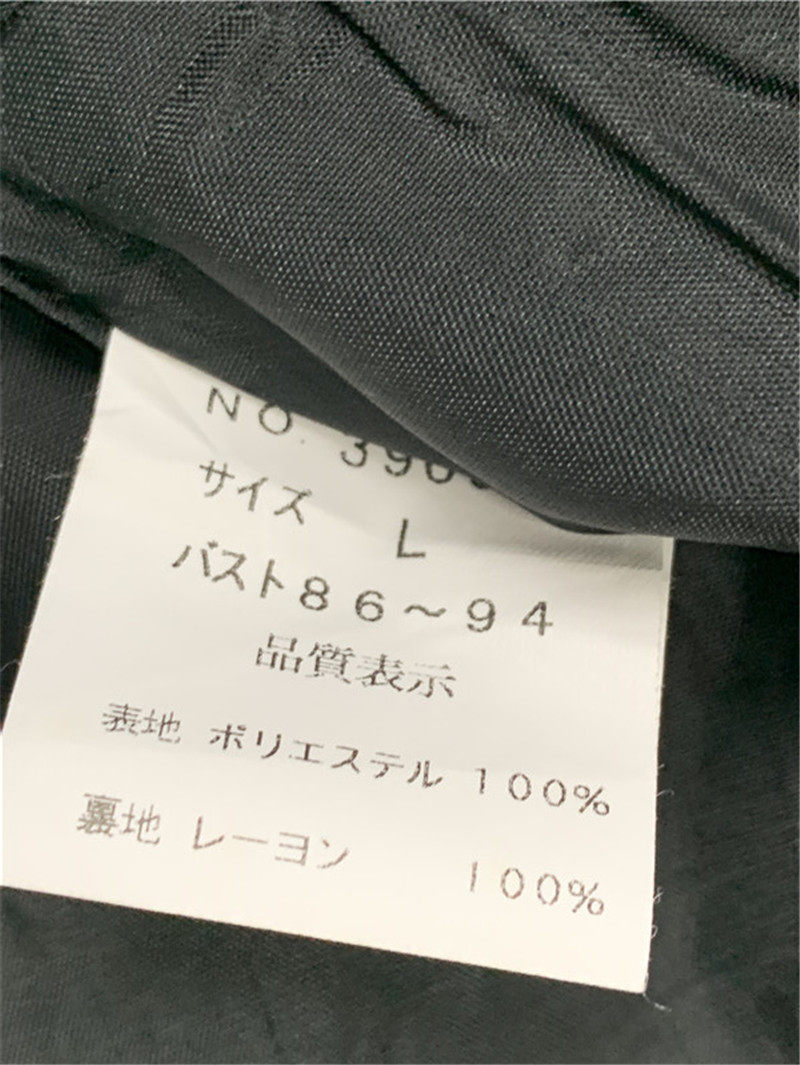 NO.
サイズ L
バスト86～94
品質表示
表地 ポリエステル 100%
裏地 レーヨン 100%